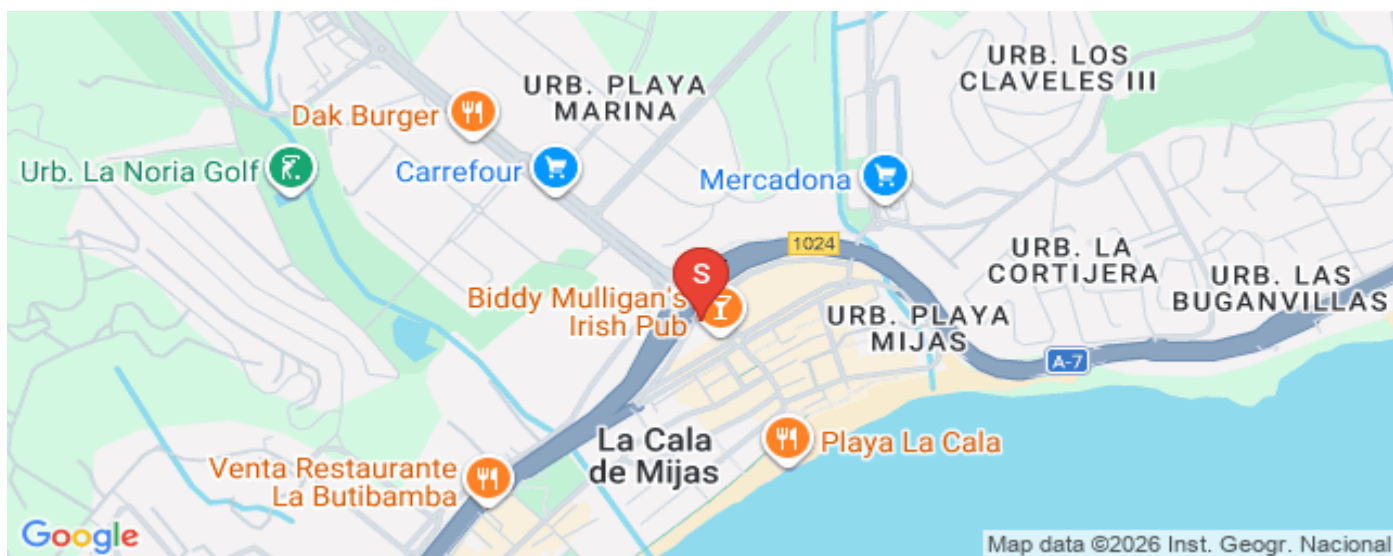 URB. LOS
CLAVELES III
URB. PLAYA
MARINA
Dak Burger
Urb. La Noria Golf
Carrefour
Mercadona
1024
URB. LA
CORTIJERA
URB. LAS
BUGANVILLAS
S
Biddy Mulligan's
Irish Pub
URB. PLAYA
MIJAS
A-7
La Cala
de Mijas
Playa La Cala
Venta Restaurante
La Butibamba
Google
Map data ©2026 Inst. Geogr. Nacional